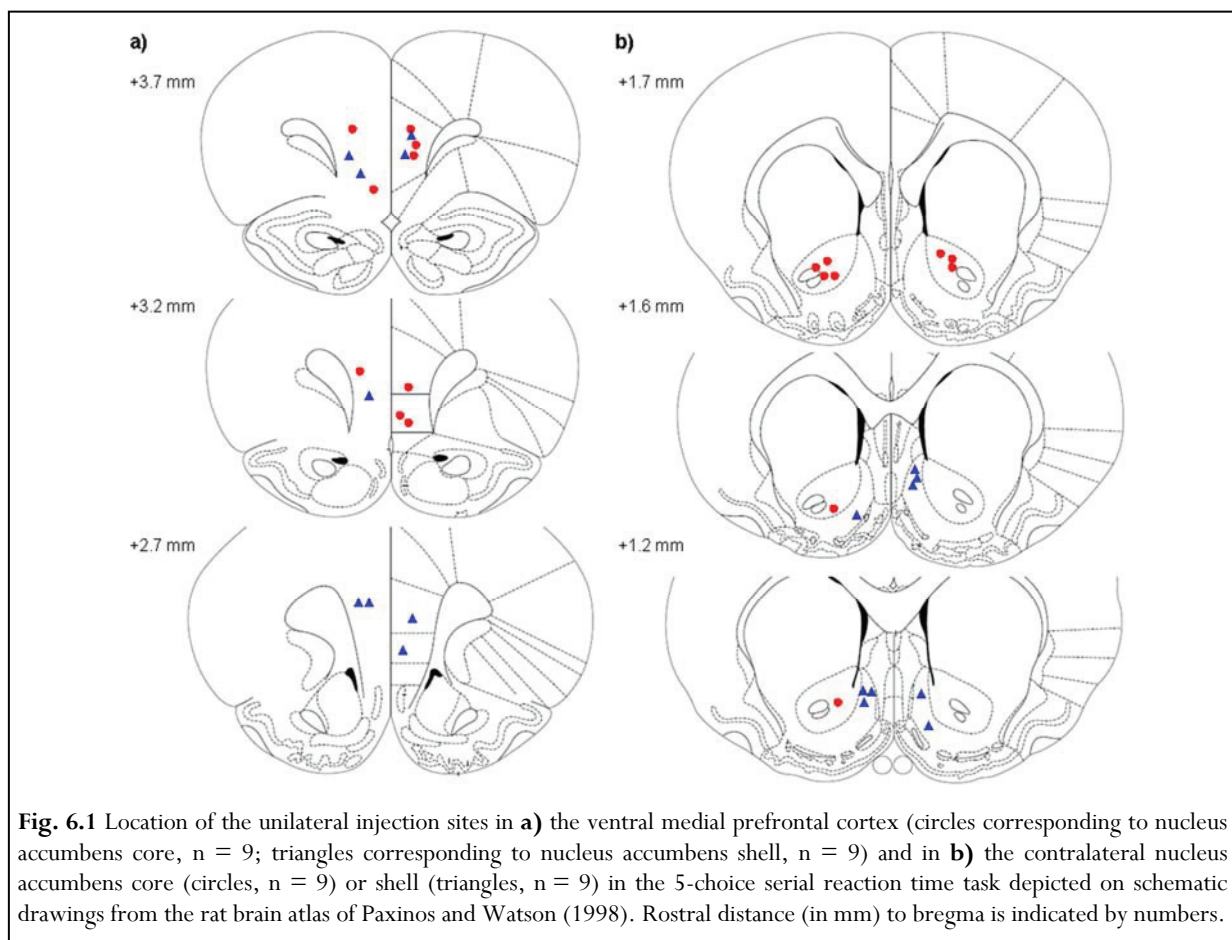 a)
+3.7 mm
+3.2 mm
+2.7 mm
b)
+1.7 mm
+1.6 mm
+1.2 mm
Fig. 6.1 Location of the unilateral injection sites in a) the ventral medial prefrontal cortex (circles corresponding to nucleus
accumbens core, n = 9; triangles corresponding to nucleus accumbens shell, n = 9) and in b) the contralateral nucleus
accumbens core (circles, n = 9) or shell (triangles, n = 9) in the 5-choice serial reaction time task depicted on schematic
drawings from the rat brain atlas of Paxinos and Watson (1998). Rostral distance (in mm) to bregma is indicated by numbers.